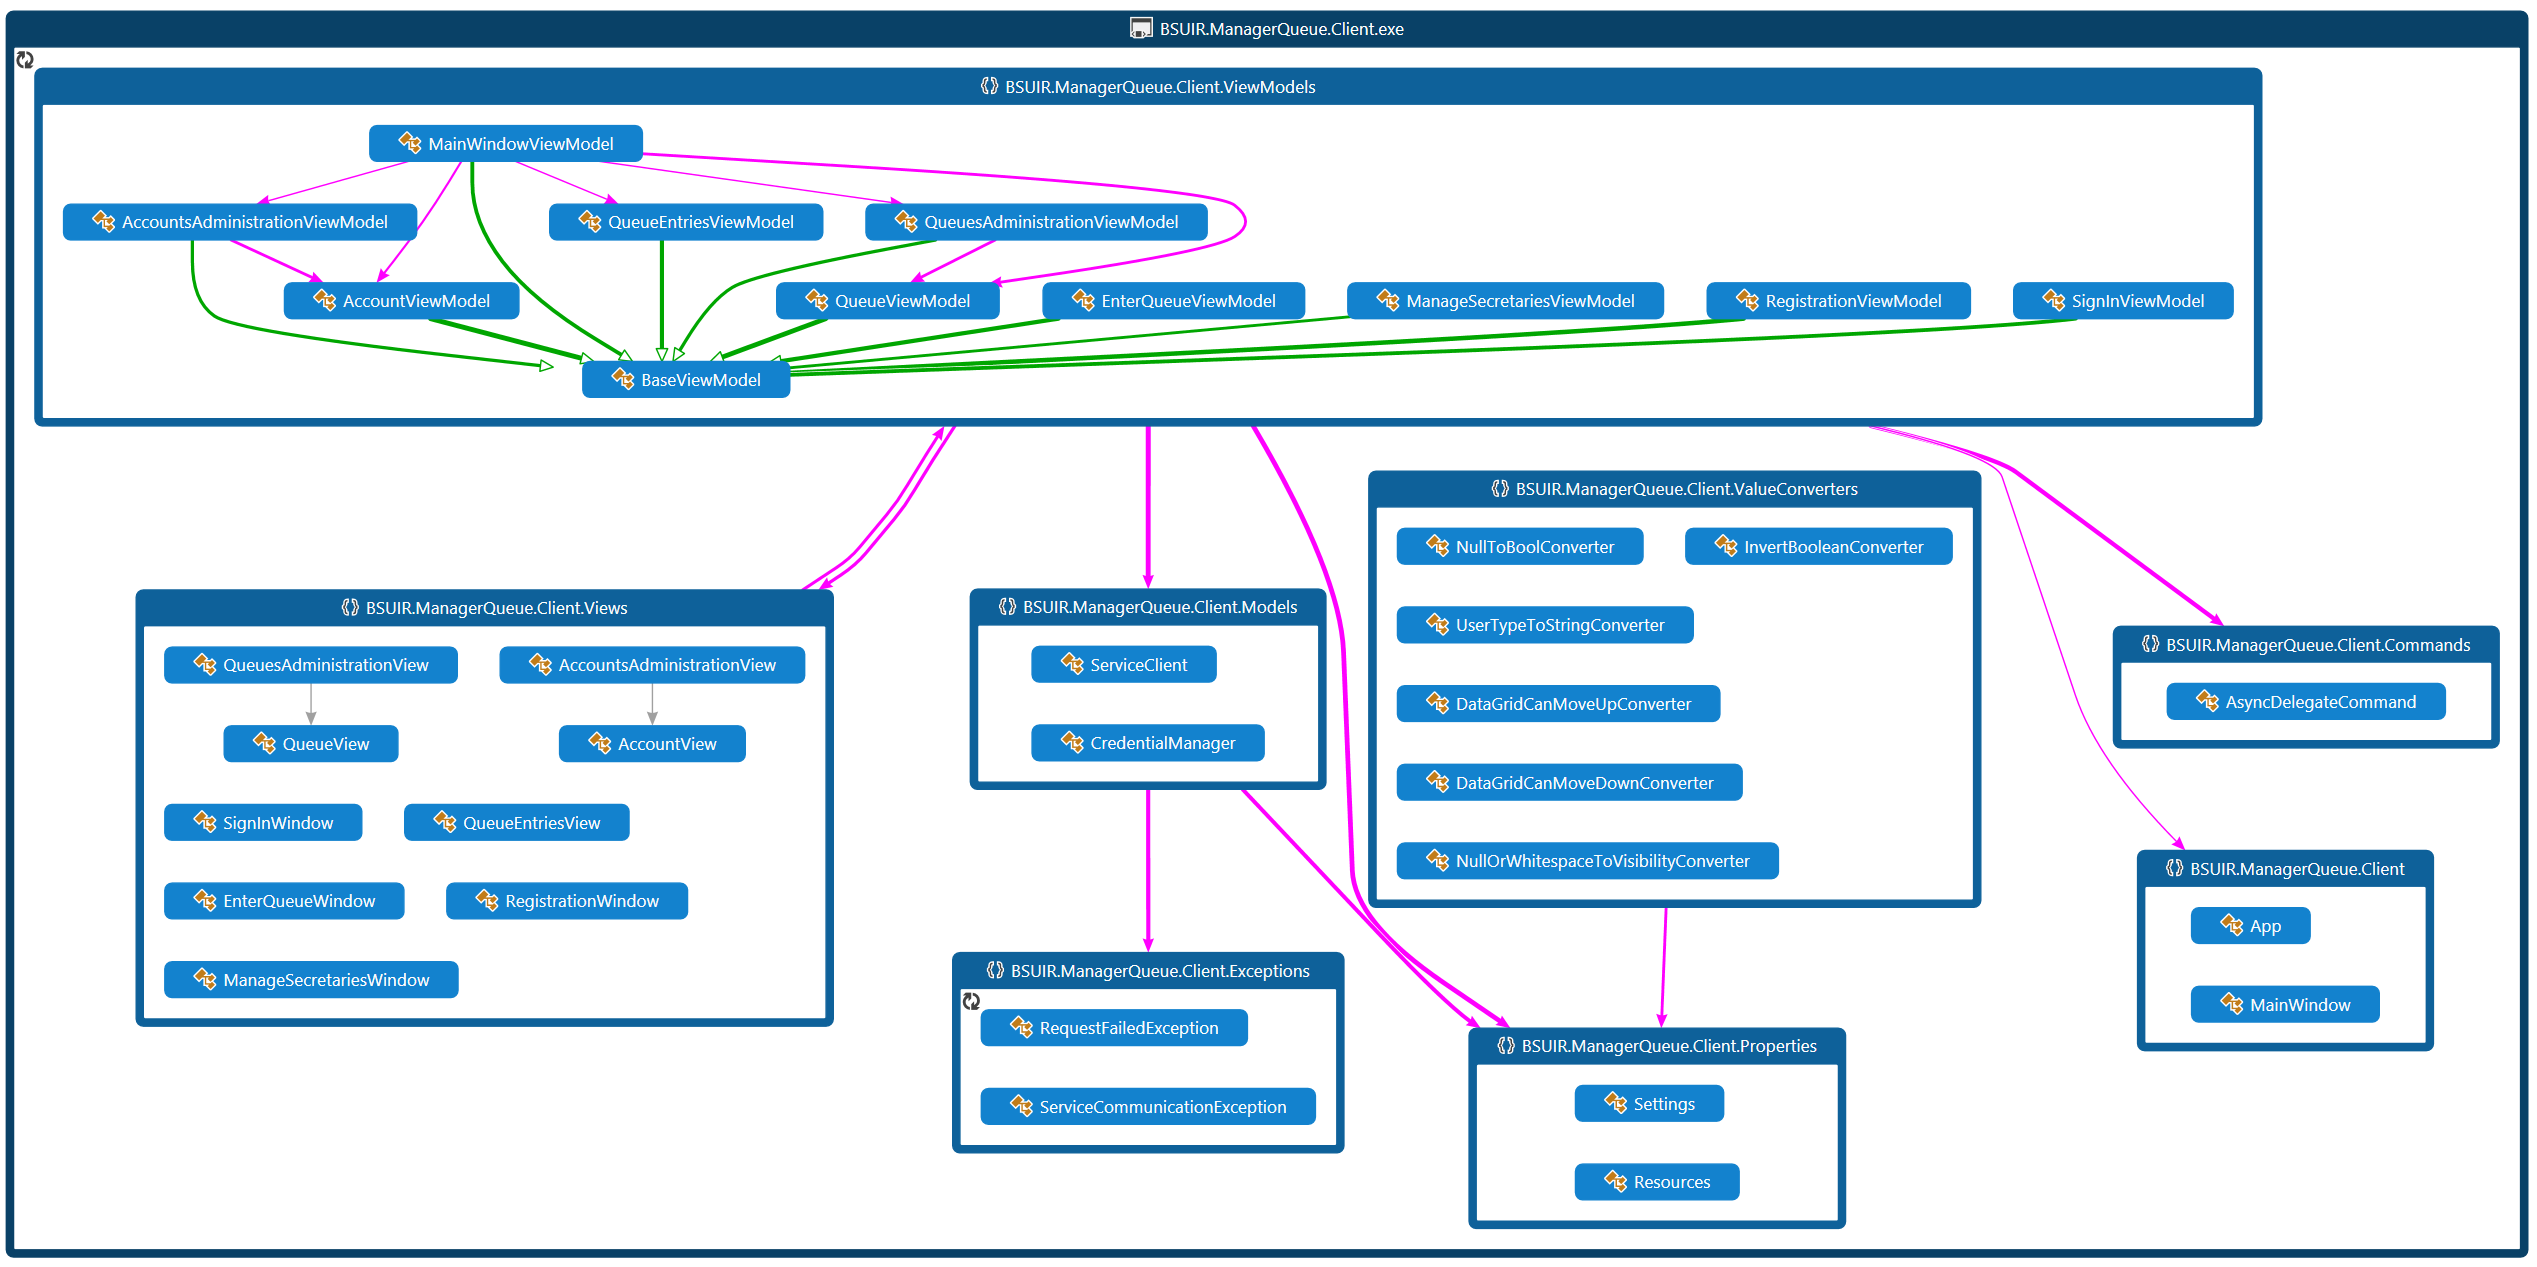 BSUIR.ManagerQueue.Client.exe
BSUIR.ManagerQueue.Client.ViewModels
MainWindowViewModel
AccountsAdministrationViewModel
QueueEntriesViewModel
QueuesAdministrationViewModel
AccountViewModel
QueueViewModel
EnterQueueViewModel
ManageSecretariesViewModel
RegistrationViewModel
SignInViewModel
BaseViewModel
BSUIR.ManagerQueue.Client.Views
QueuesAdministrationView
AccountsAdministrationView
QueueView
AccountView
SignInWindow
QueueEntriesView
EnterQueueWindow
RegistrationWindow
ManageSecretariesWindow
BSUIR.ManagerQueue.Client.Models
ServiceClient
CredentialManager
BSUIR.ManagerQueue.Client.Exceptions
RequestFailedException
ServiceCommunicationException
BSUIR.ManagerQueue.Client.ValueConverters
NullToBoolConverter
InvertBooleanConverter
UserTypeToStringConverter
DataGridCanMoveUpConverter
DataGridCanMoveDownConverter
NullOrWhitespaceToVisibilityConverter
BSUIR.ManagerQueue.Client.Properties
Settings
Resources
BSUIR.ManagerQueue.Client.Commands
AsyncDelegateCommand
BSUIR.ManagerQueue.Client
App
MainWindow